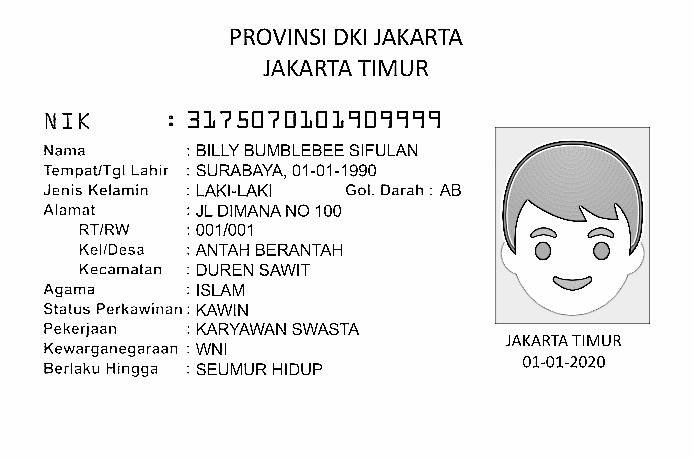 PROVINSI DKI JAKARTA
JAKARTA TIMUR
NIK : 3175070101909999
Nama : BILLY BUMBLEBEE SIFULAN
Tempat/Tgl Lahir : SURABAYA, 01-01-1990
Jenis Kelamin : LAKI-LAKI Gol. Darah : AB
Alamat : JL DIMANA NO 100
RT/RW : 001/001
Kel/Desa : ANTAH BERANTAH
Kecamatan : DUREN SAWIT
Agama : ISLAM
Status Perkawinan : KAWIN
Pekerjaan : KARYAWAN SWASTA
Kewarganegaraan : WNI
Berlaku Hingga : SEUMUR HIDUP
JAKARTA TIMUR
01-01-2020